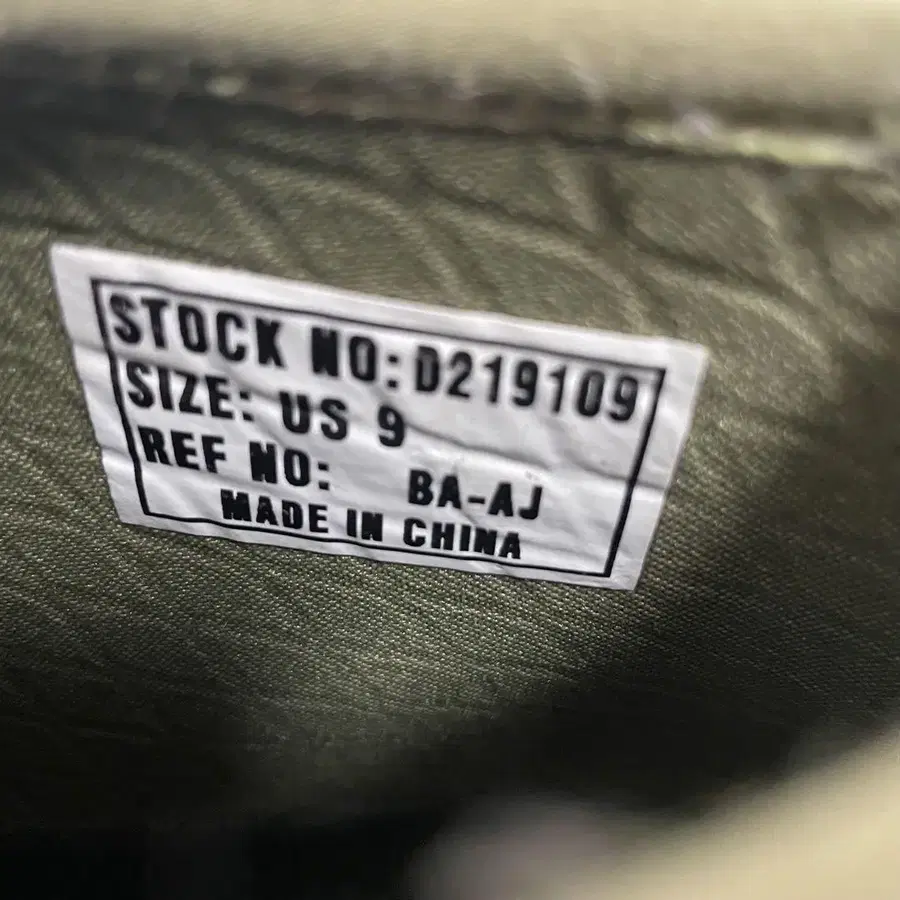 STOCK NO: D219109
SIZE: US 9
REF NO: BA-AJ
MADE IN CHINA